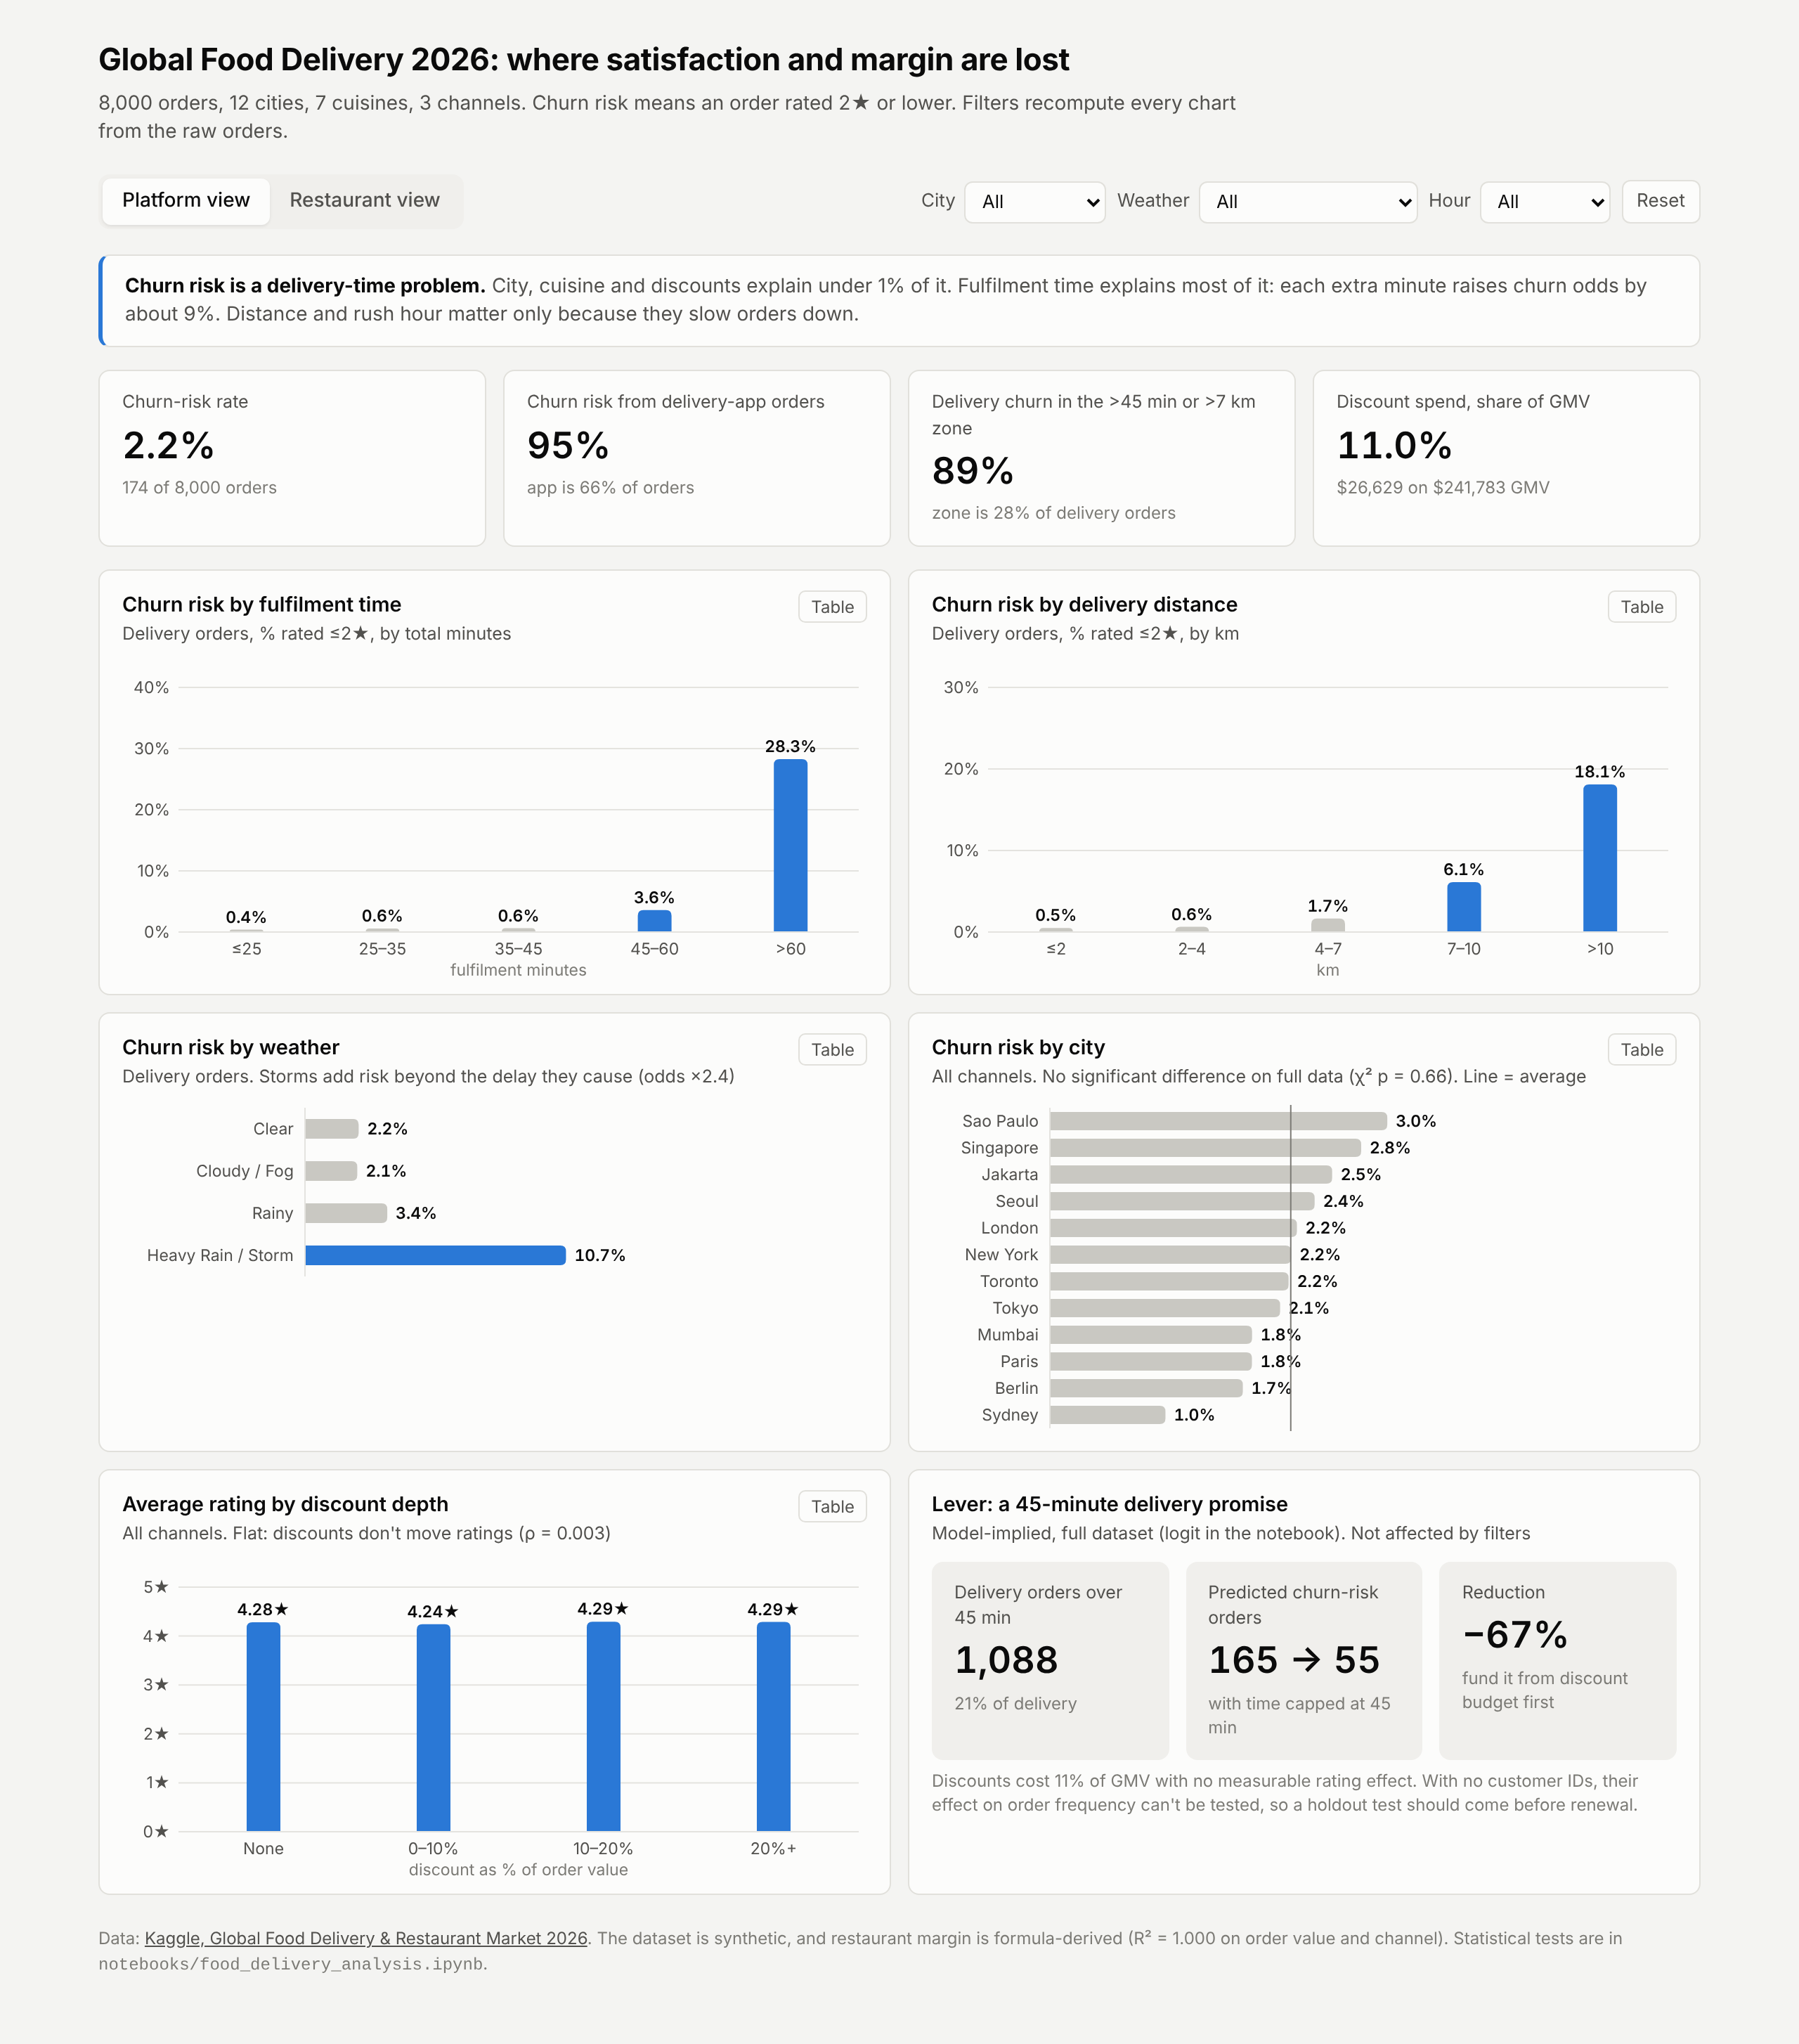 Global Food Delivery 2026: where satisfaction and margin are lost
8,000 orders, 12 cities, 7 cuisines, 3 channels. Churn risk means an order rated 2★ or lower. Filters recompute every chart
from the raw orders.
Platform view
Restaurant view
City
All
Weather
All
Hour
All
Reset
Churn risk is a delivery-time problem. City, cuisine and discounts explain under 1% of it. Fulfilment time explains most of it: each extra minute raises churn odds by
about 9%. Distance and rush hour matter only because they slow orders down.
Churn-risk rate
2.2%
174 of 8,000 orders
Churn risk from delivery-app orders
95%
app is 66% of orders
Delivery churn in the >45 min or >7 km
zone
89%
zone is 28% of delivery orders
Discount spend, share of GMV
11.0%
$26,629 on $241,783 GMV
Churn risk by fulfilment time
Table
Delivery orders, % rated ≤2★, by total minutes
40%
30%
20%
10%
0%
0.4%
0.6%
0.6%
3.6%
28.3%
≤25
25–35
35–45
45–60
>60
fulfilment minutes
Churn risk by delivery distance
Table
Delivery orders, % rated ≤2★, by km
30%
20%
10%
0%
0.5%
0.6%
1.7%
6.1%
18.1%
≤2
2–4
4–7
7–10
>10
km
Churn risk by weather
Table
Delivery orders. Storms add risk beyond the delay they cause (odds ×2.4)
Clear 2.2%
Cloudy / Fog 2.1%
Rainy 3.4%
Heavy Rain / Storm 10.7%
Churn risk by city
Table
All channels. No significant difference on full data (χ² p = 0.66). Line = average
Sao Paulo 3.0%
Singapore 2.8%
Jakarta 2.5%
Seoul 2.4%
London 2.2%
New York 2.2%
Toronto 2.2%
Tokyo 2.1%
Mumbai 1.8%
Paris 1.8%
Berlin 1.7%
Sydney 1.0%
Average rating by discount depth
Table
All channels. Flat: discounts don't move ratings (ρ = 0.003)
5★
4★
3★
2★
1★
0★
4.28★
4.24★
4.29★
4.29★
None
0–10%
10–20%
20%+
discount as % of order value
Lever: a 45-minute delivery promise
Model-implied, full dataset (logit in the notebook). Not affected by filters
Delivery orders over
45 min
1,088
21% of delivery
Predicted churn-risk
orders
165 → 55
with time capped at 45
min
Reduction
−67%
fund it from discount
budget first
Discounts cost 11% of GMV with no measurable rating effect. With no customer IDs, their
effect on order frequency can't be tested, so a holdout test should come before renewal.
Data: Kaggle, Global Food Delivery & Restaurant Market 2026. The dataset is synthetic, and restaurant margin is formula-derived (R² = 1.000 on order value and channel). Statistical tests are in
notebooks/food_delivery_analysis.ipynb.